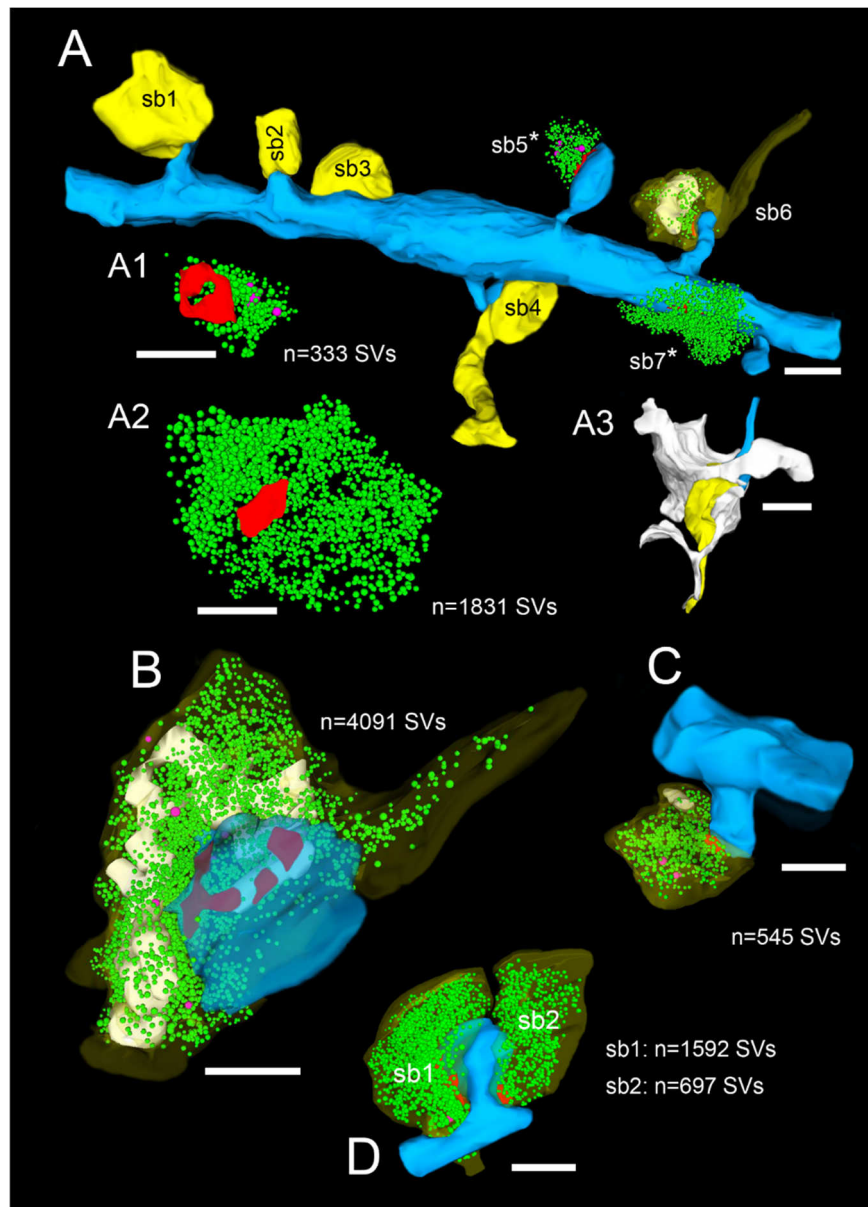 A
sb1
sb2
sb3
sb5*
sb6
A1
sb4
n=333 SVs
sb7*
A2
A3
n=1831 SVs
B
C
n=4091 SVs
n=545 SVs
sb2
sb1
sb1: n=1592 SVs
sb2: n=697 SVs
D